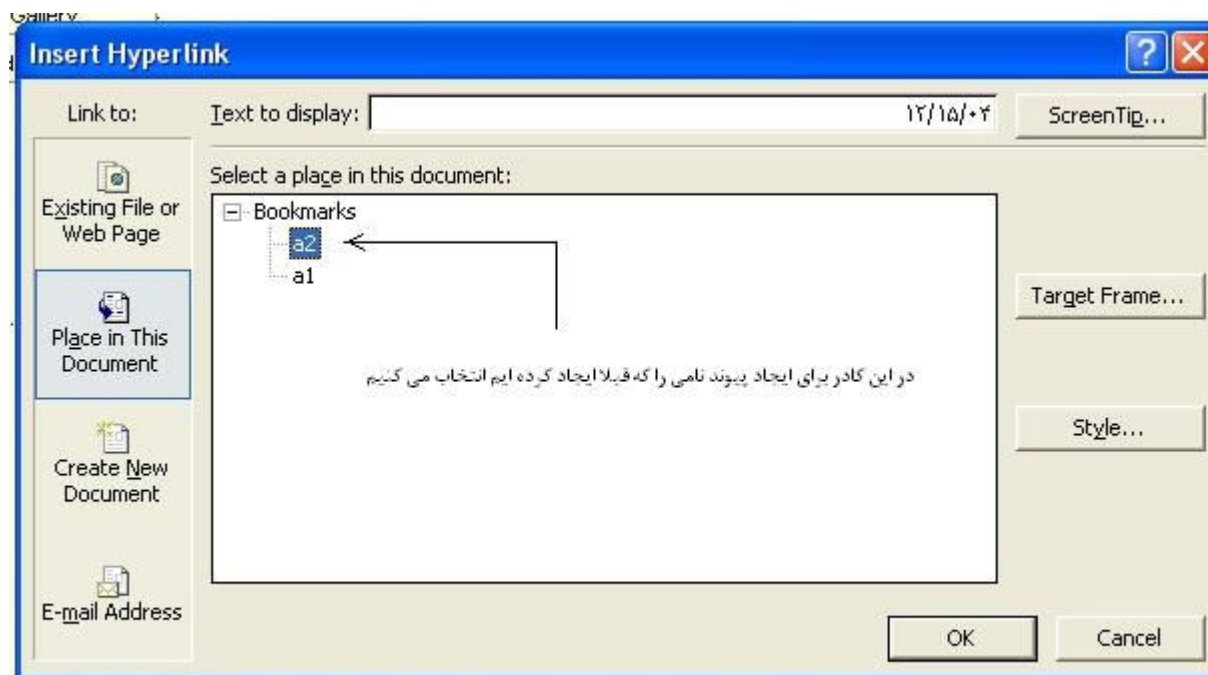 Gallery
Insert Hyperlink
Link to:
Text to display:
۱۲/۱۵/۰۴
ScreenTip...
Select a place in this document:
Existing File or
Web Page
Bookmarks
a2
a1
Place in This
Document
Target Frame...
در این کادر برای ایجاد پیوند نامی را که قبلا ایجاد کرده ایم انتخاب می کنیم
Style...
Create New
Document
E-mail Address
OK
Cancel